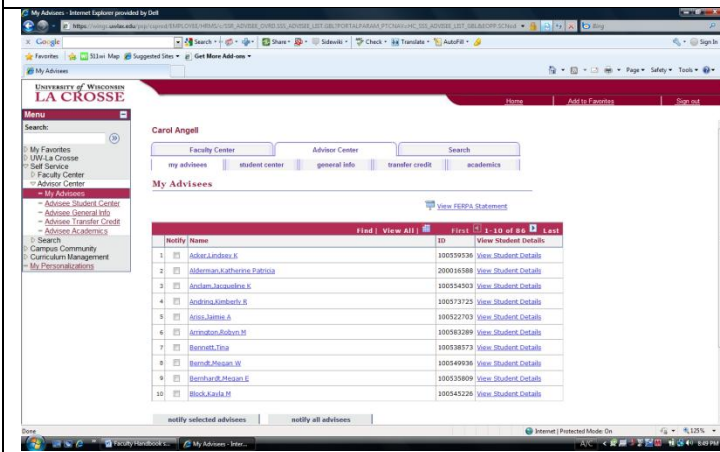 My Advisees - Internet Explorer provided by Dell
Google
Search
Share
Sidewiki
Check
Translate
AutoFill
Sign In
Favorites
511wi Map
Suggested Sites
Get More Add-ons
My Advisees
Page
Safety
Tools
UNIVERSITY of WISCONSIN
LA CROSSE
Home
Add to Favorites
Sign out
Menu
Search:
My Favorites
UW-La Crosse
Self Service
Faculty Center
Advisor Center
- My Advisees
- Advisee Student Center
- Advisee General Info
- Advisee Transfer Credit
- Advisee Academics
Search
Campus Community
Curriculum Management
- My Personalizations
Carol Angell
Faculty Center Advisor Center Search
my advisees student center general info transfer credit academics
My Advisees
View FERPA Statement
Find | View All | First 1-10 of 86 Last
Notify Name ID View Student Details
1 Acker,Lindsey K 100559536 View Student Details
2 Alderman,Katherine Patricia 200016588 View Student Details
3 Anclam,Jacqueline K 100554503 View Student Details
4 Andring,Kimberly R 100573725 View Student Details
5 Ariss,Jaimie A 100522703 View Student Details
6 Arrington,Robyn M 100583289 View Student Details
7 Bennett,Tina 100538573 View Student Details
8 Berndt,Megan W 100549936 View Student Details
9 Bernhardt,Megan E 100535809 View Student Details
10 Block,Kayla M 100545226 View Student Details
notify selected advisees notify all advisees
Done
Internet | Protected Mode: On
125%
Faculty Handbook s...
My Advisees - Inter...
8:49 PM